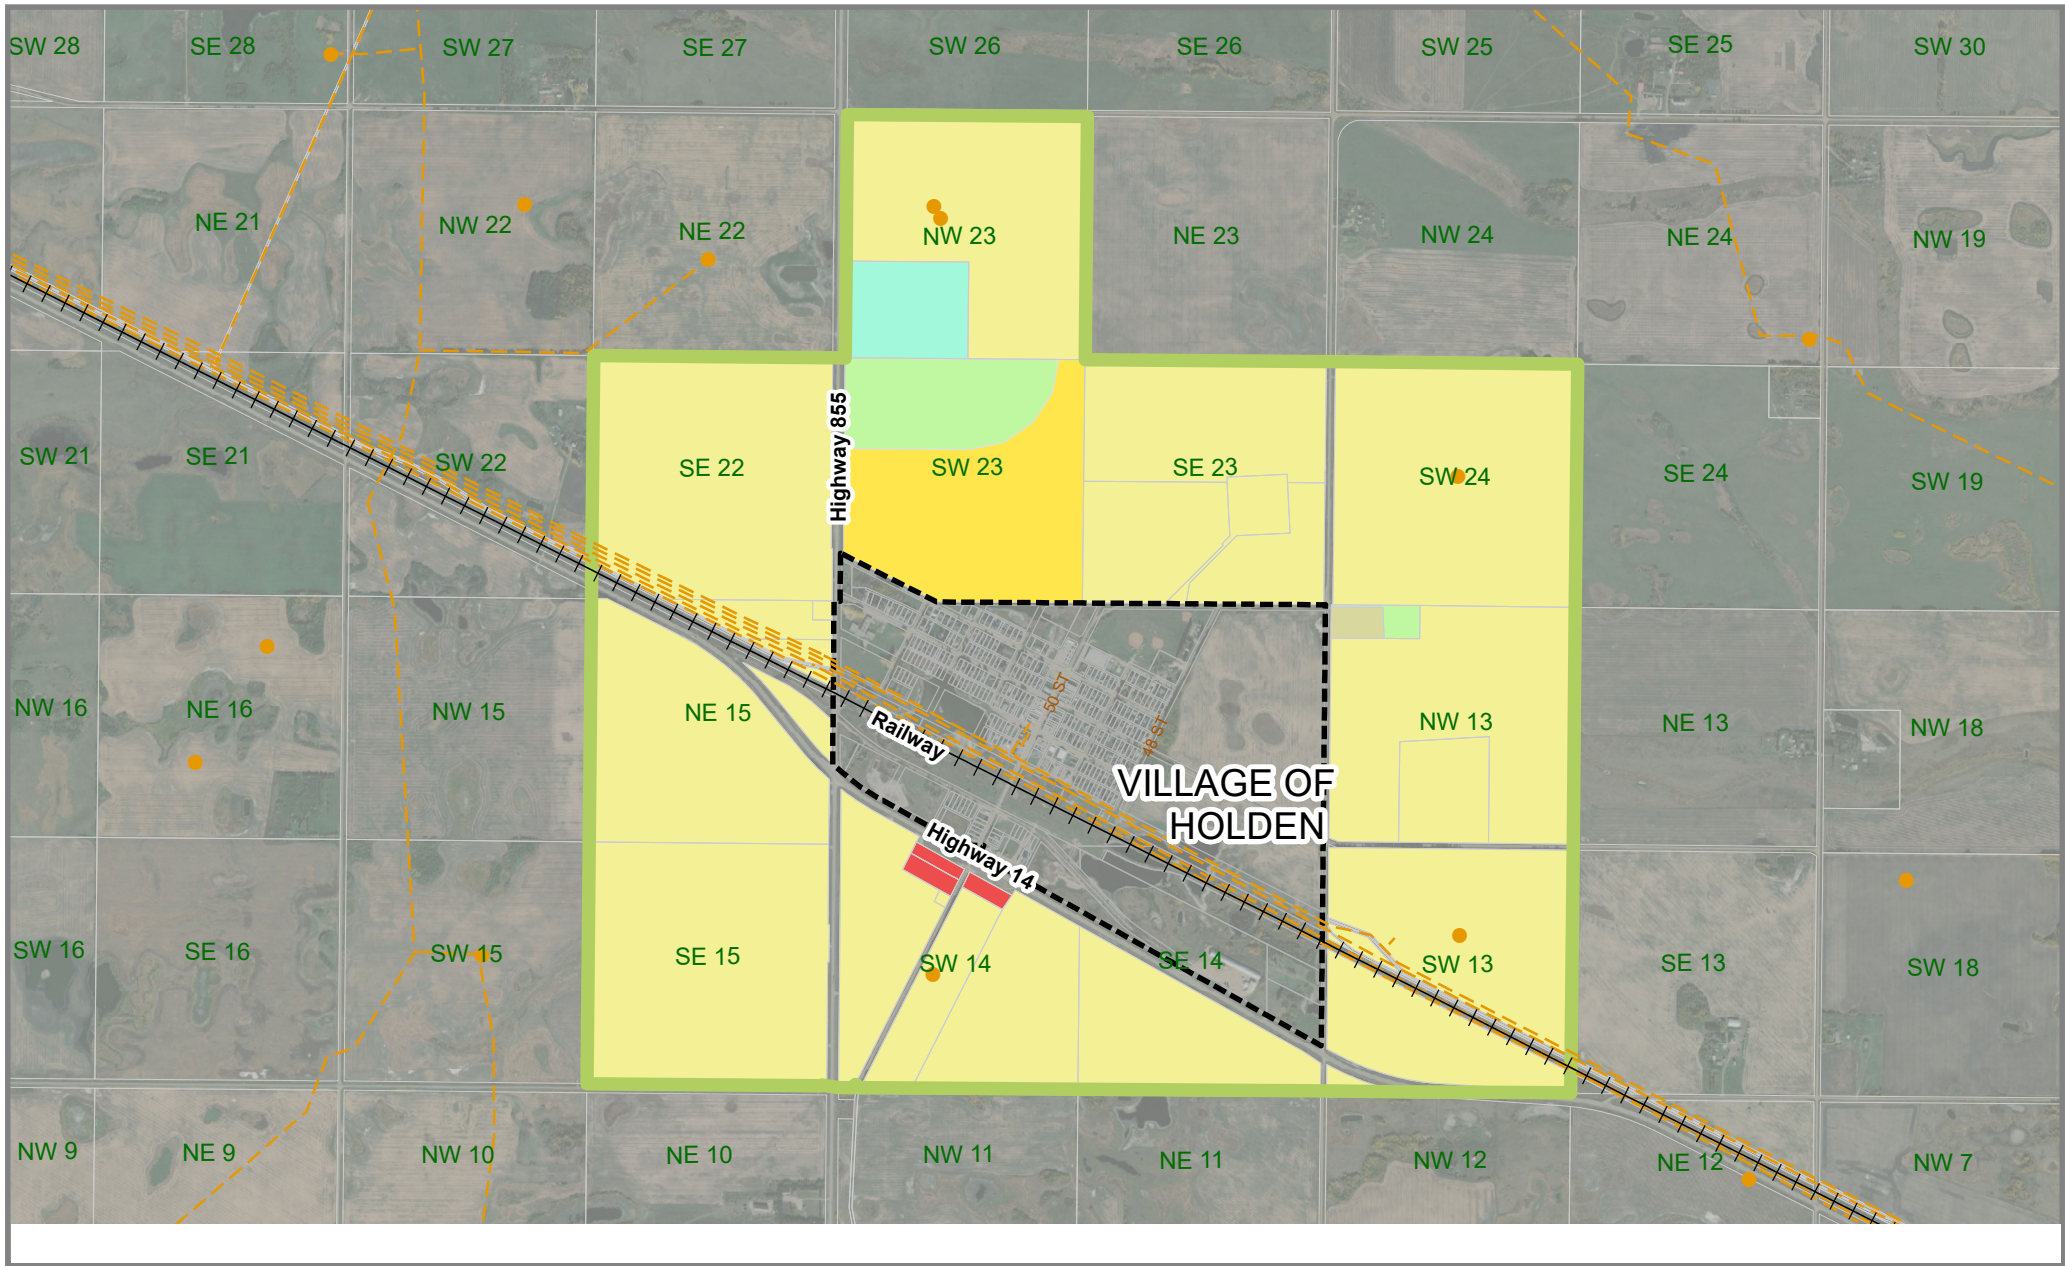 SW 28
SE 28
SW 27
SE 27
SW 26
SE 26
SW 25
SE 25
SW 30
NE 21
NW 22
NE 22
NW 23
NE 23
NW 24
NE 24
NW 19
Highway 855
SW 21
SE 21
SW 22
SE 22
SW 23
SE 23
SW 24
SE 24
SW 19
NW 16
NE 16
NW 15
NE 15
Railway
50 ST
48 ST
NW 13
NE 13
NW 18
VILLAGE OF
HOLDEN
Highway 14
SW 16
SE 16
SW 15
SE 15
SW 14
SE 14
SW 13
SE 13
SW 18
NW 9
NE 9
NW 10
NE 10
NW 11
NE 11
NW 12
NE 12
NW 7